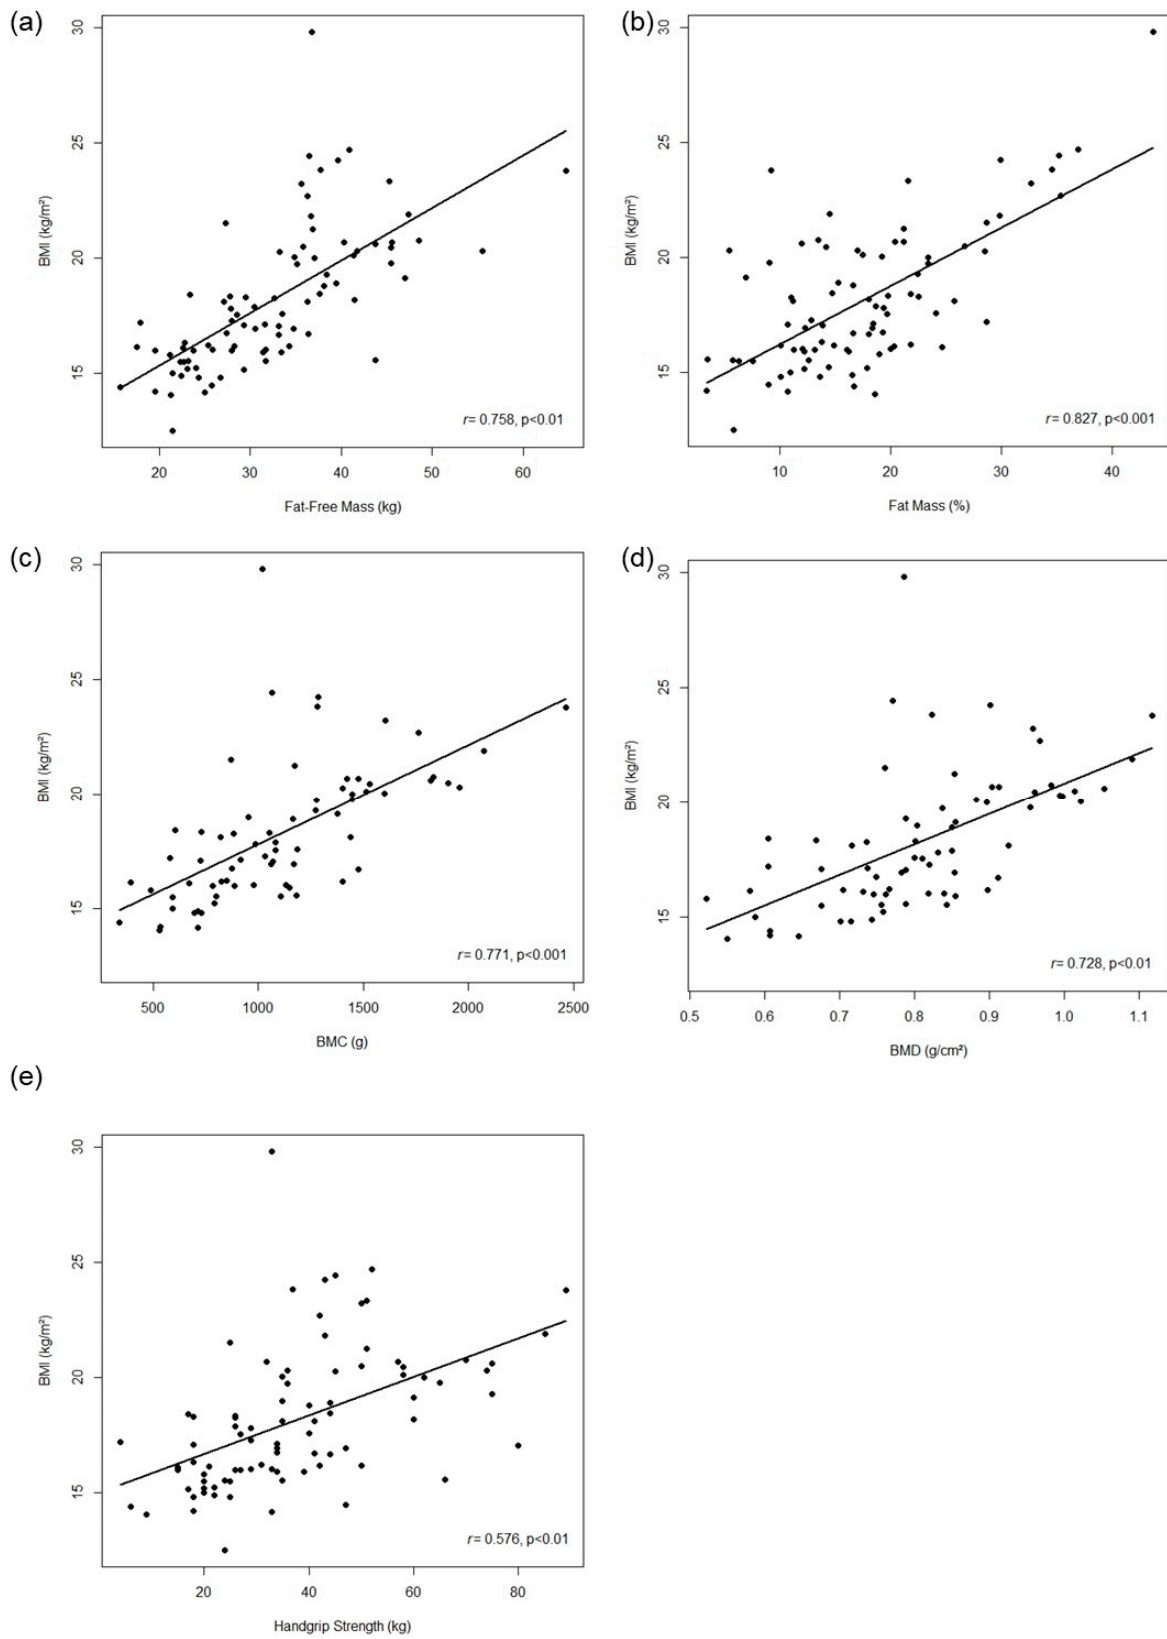 (a)
30
25
20
15
BMI (kg/m²)
r= 0.758, p<0.01
20 30 40 50 60
Fat-Free Mass (kg)
(b)
30
25
20
15
BMI (kg/m²)
r= 0.827, p<0.001
10 20 30 40
Fat Mass (%)
(c)
30
25
20
15
BMI (kg/m²)
r= 0.771, p<0.001
500 1000 1500 2000 2500
BMC (g)
(d)
30
25
20
15
BMI (kg/m²)
r= 0.728, p<0.01
0.5 0.6 0.7 0.8 0.9 1.0 1.1
BMD (g/cm²)
(e)
30
25
20
15
BMI (kg/m²)
r= 0.576, p<0.01
20 40 60 80
Handgrip Strength (kg)